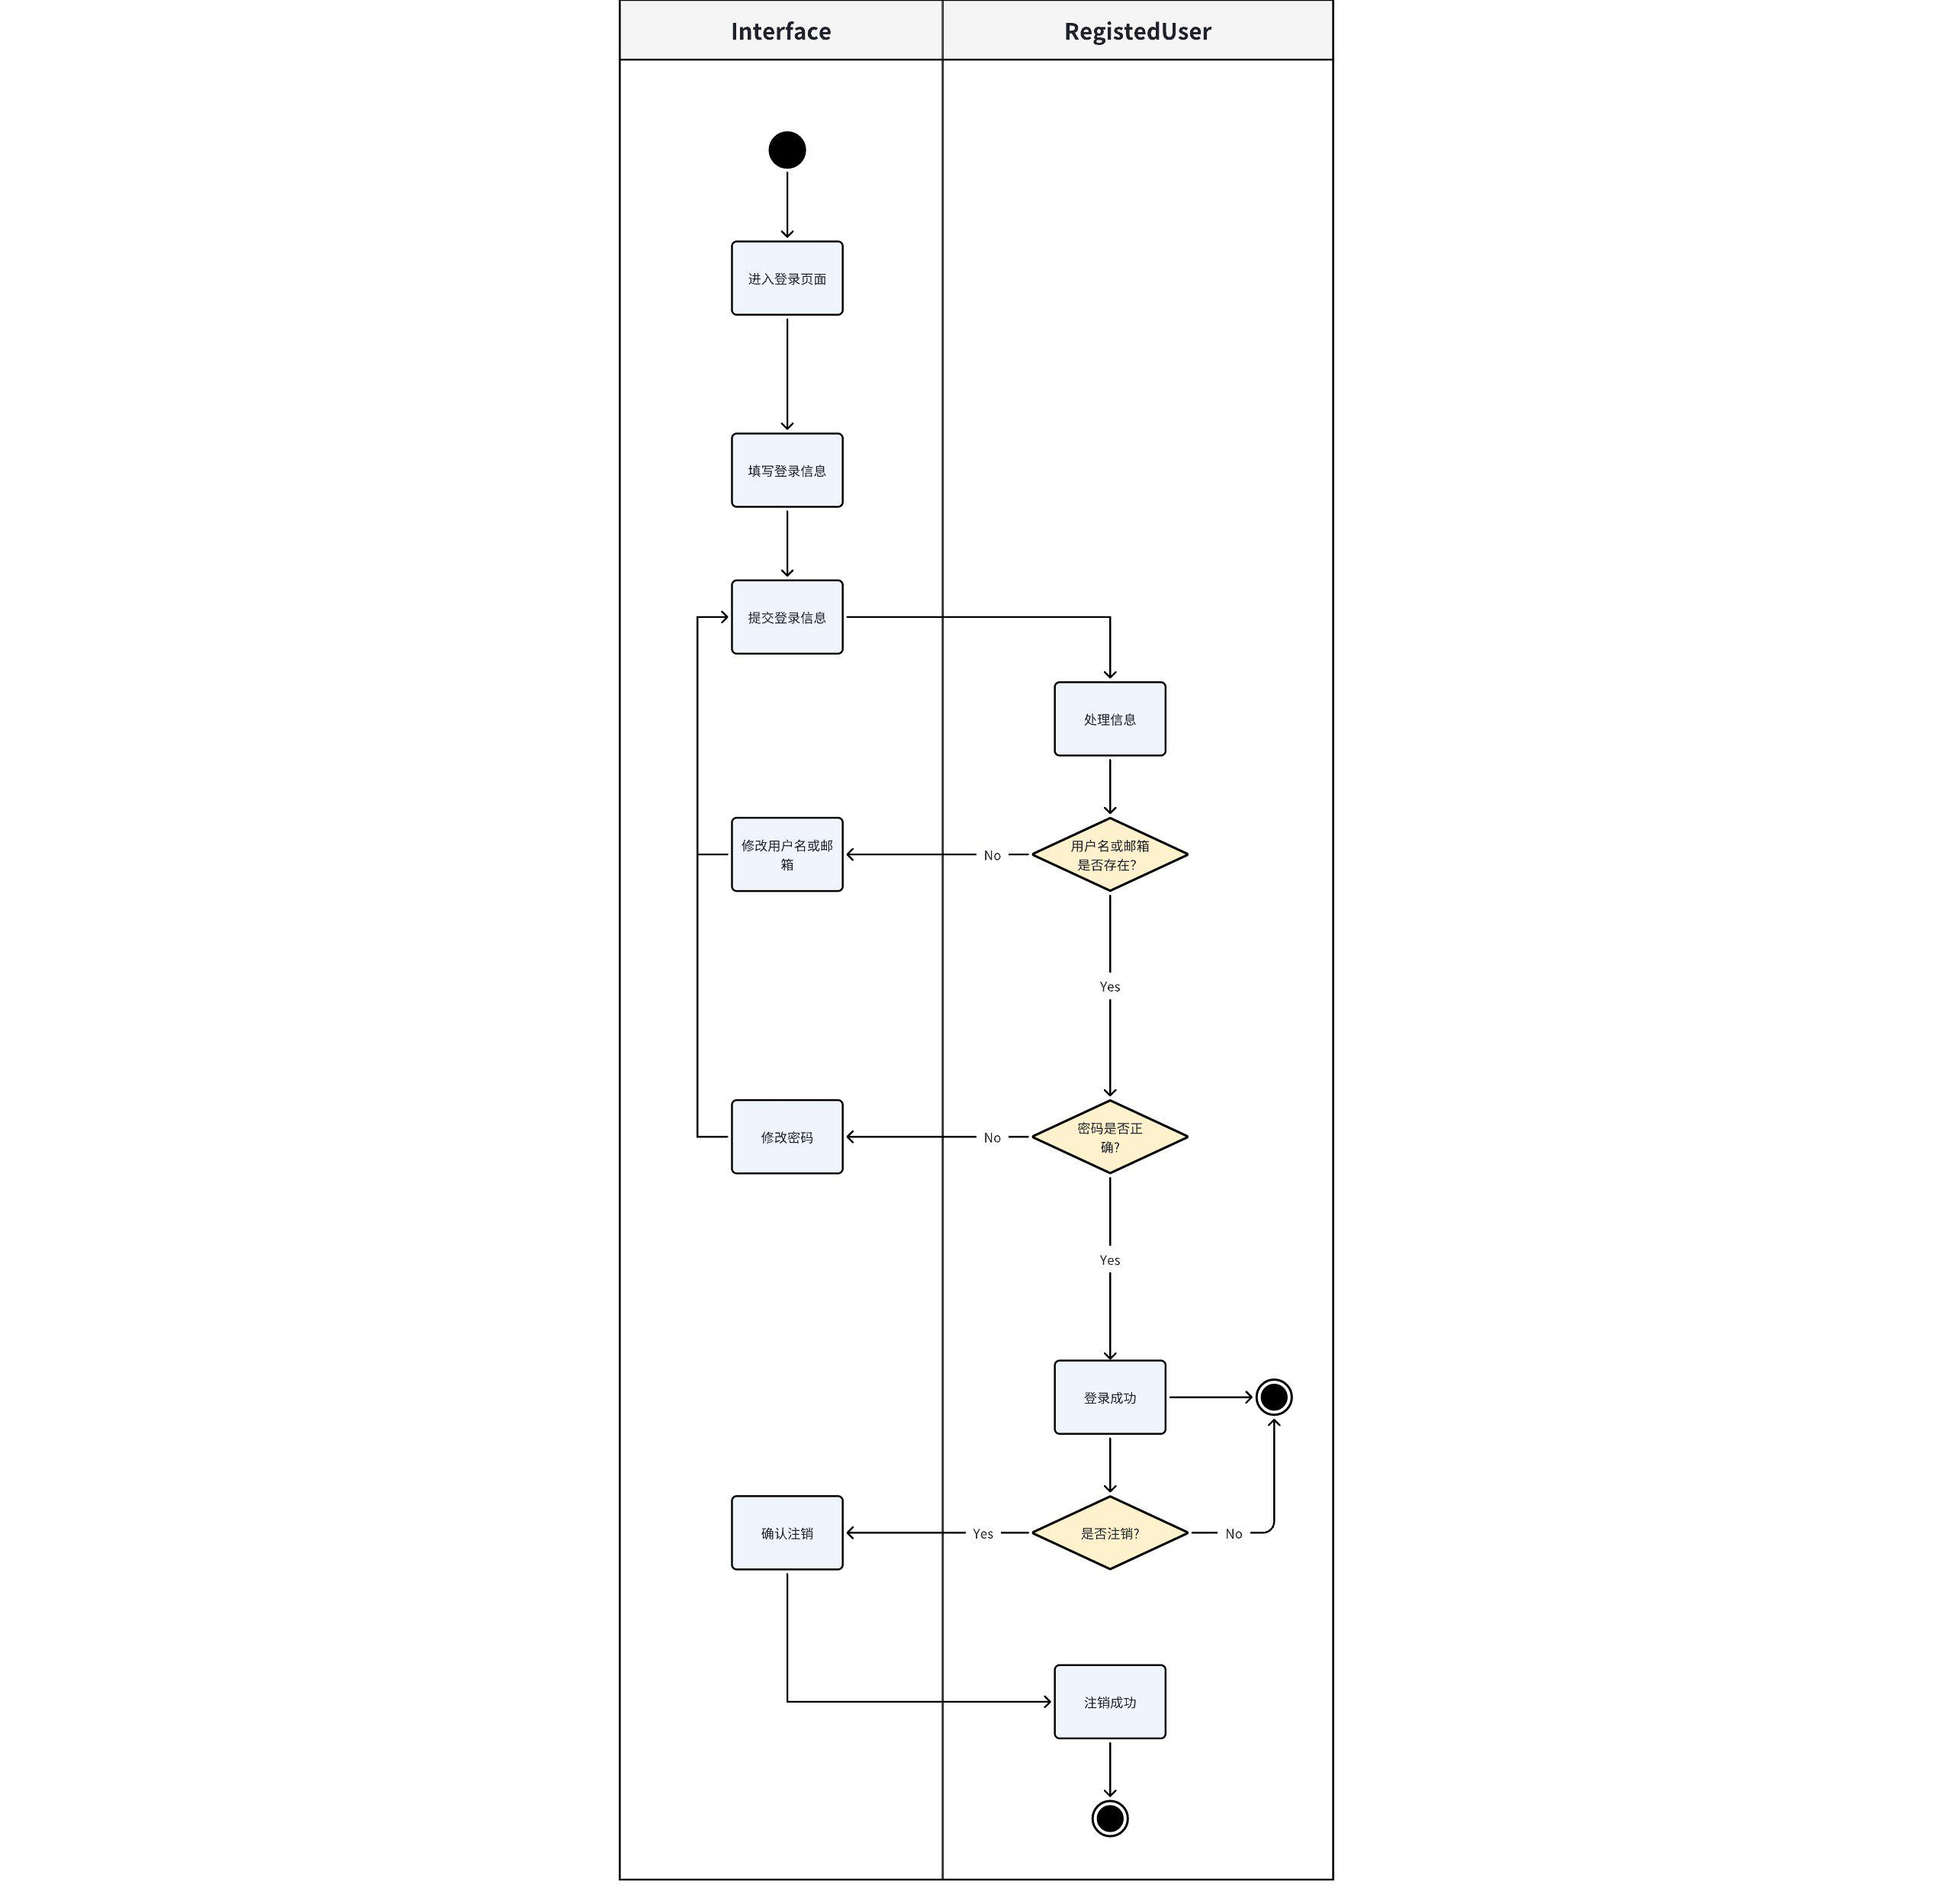 Interface
RegistedUser
进入登录页面
填写登录信息
提交登录信息
处理信息
修改用户名或邮
箱
No
用户名或邮箱
是否存在?
Yes
修改密码
No
密码是否正
确?
Yes
登录成功
确认注销
Yes
是否注销?
No
注销成功